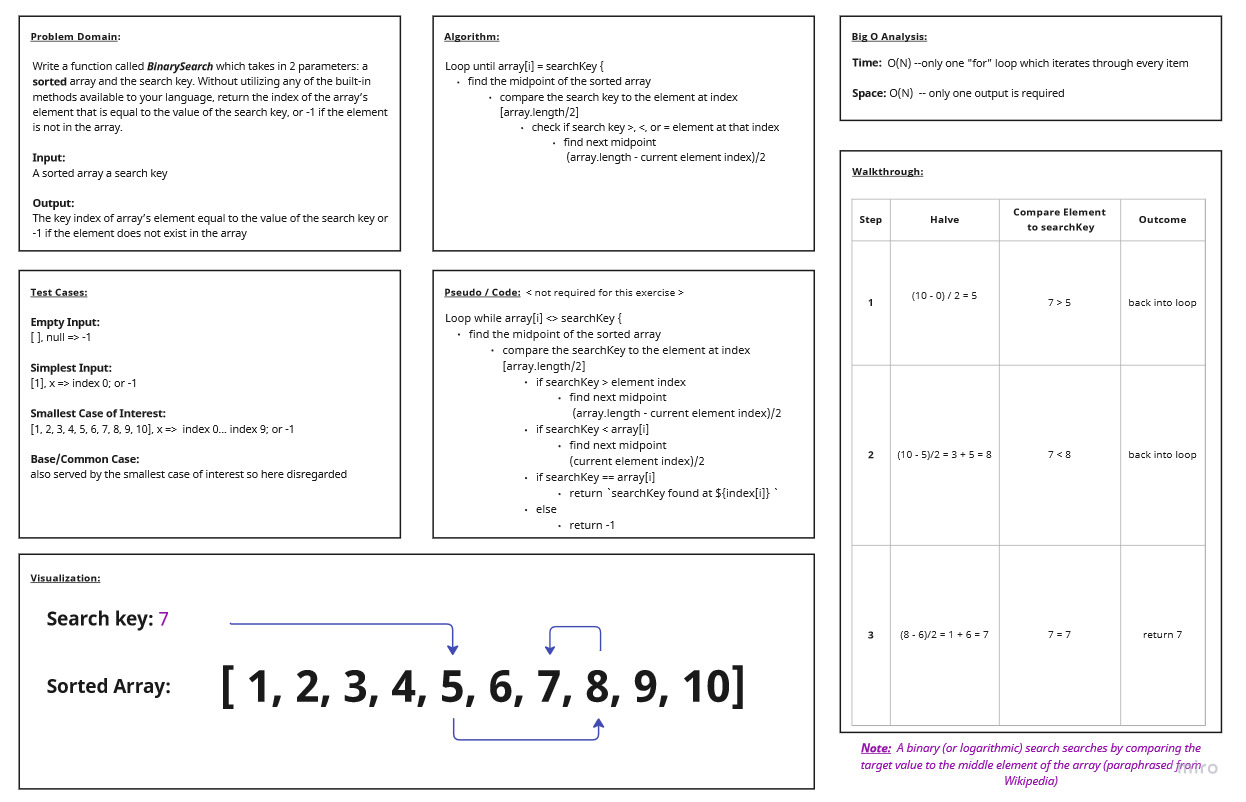 Problem Domain:
Write a function called BinarySearch which takes in 2 parameters: a
sorted array and the search key. Without utilizing any of the built-in
methods available to your language, return the index of the array's
element that is equal to the value of the search key, or -1 if the element
is not in the array.
Input:
A sorted array a search key
Output:
The key index of array's element equal to the value of the search key or
-1 if the element does not exist in the array
Algorithm:
Loop until array[i] = searchKey {
• find the midpoint of the sorted array
• compare the search key to the element at index
[array.length/2]
• check if search key >, <, or = element at that index
• find next midpoint
(array.length - current element index)/2
Big O Analysis:
Time: O(N) --only one "for" loop which iterates through every item
Space: O(N) -- only one output is required
Test Cases:
Empty Input:
[ ], null => -1
Simplest Input:
[1], x => index 0; or -1
Smallest Case of Interest:
[1, 2, 3, 4, 5, 6, 7, 8, 9, 10], x => index 0... index 9; or -1
Base/Common Case:
also served by the smallest case of interest so here disregarded
Pseudo / Code: < not required for this exercise >
Loop while array[i] <> searchKey {
• find the midpoint of the sorted array
• compare the searchKey to the element at index
[array.length/2]
• if searchKey > element index
• find next midpoint
(array.length - current element index)/2
• if searchKey < array[i]
• find next midpoint
(current element index)/2
• if searchKey == array[i]
• return `searchKey found at ${index[i]} `
• else
• return -1
Walkthrough:
Step Halve Compare Element to searchKey Outcome
1 (10 - 0) / 2 = 5 7 > 5 back into loop
2 (10 - 5)/2 = 3 + 5 = 8 7 < 8 back into loop
3 (8 - 6)/2 = 1 + 6 = 7 7 = 7 return 7
Visualization:
Search key: 7
Sorted Array: [ 1, 2, 3, 4, 5, 6, 7, 8, 9, 10]
Note: A binary (or logarithmic) search searches by comparing the
target value to the middle element of the array (paraphrased from
Wikipedia)
miro